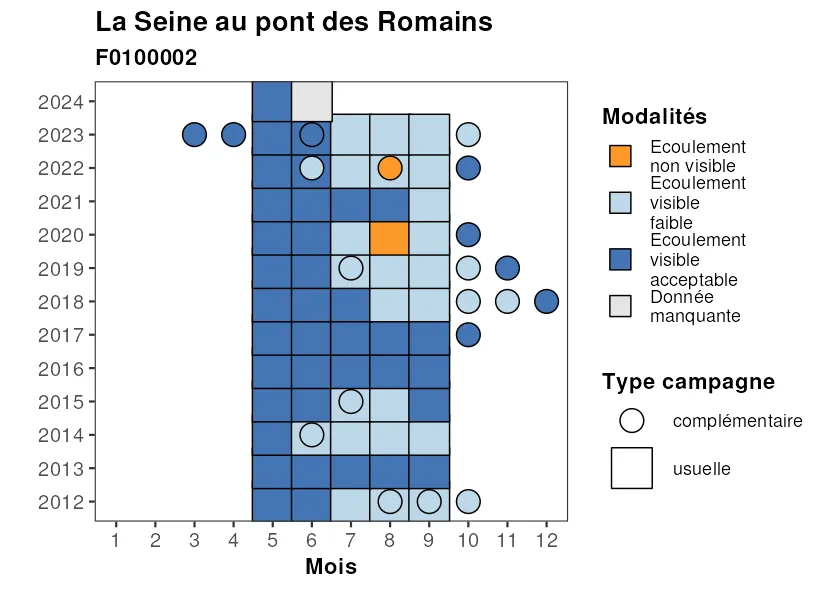 La Seine au pont des Romains
F0100002
2024
2023
2022
2021
2020
2019
2018
2017
2016
2015
2014
2013
2012
1 2 3 4 5 6 7 8 9 10 11 12
Mois
Modalités
Ecoulement
non visible
Ecoulement
visible
faible
Ecoulement
visible
acceptable
Donnée
manquante
Type campagne
complémentaire
usuelle